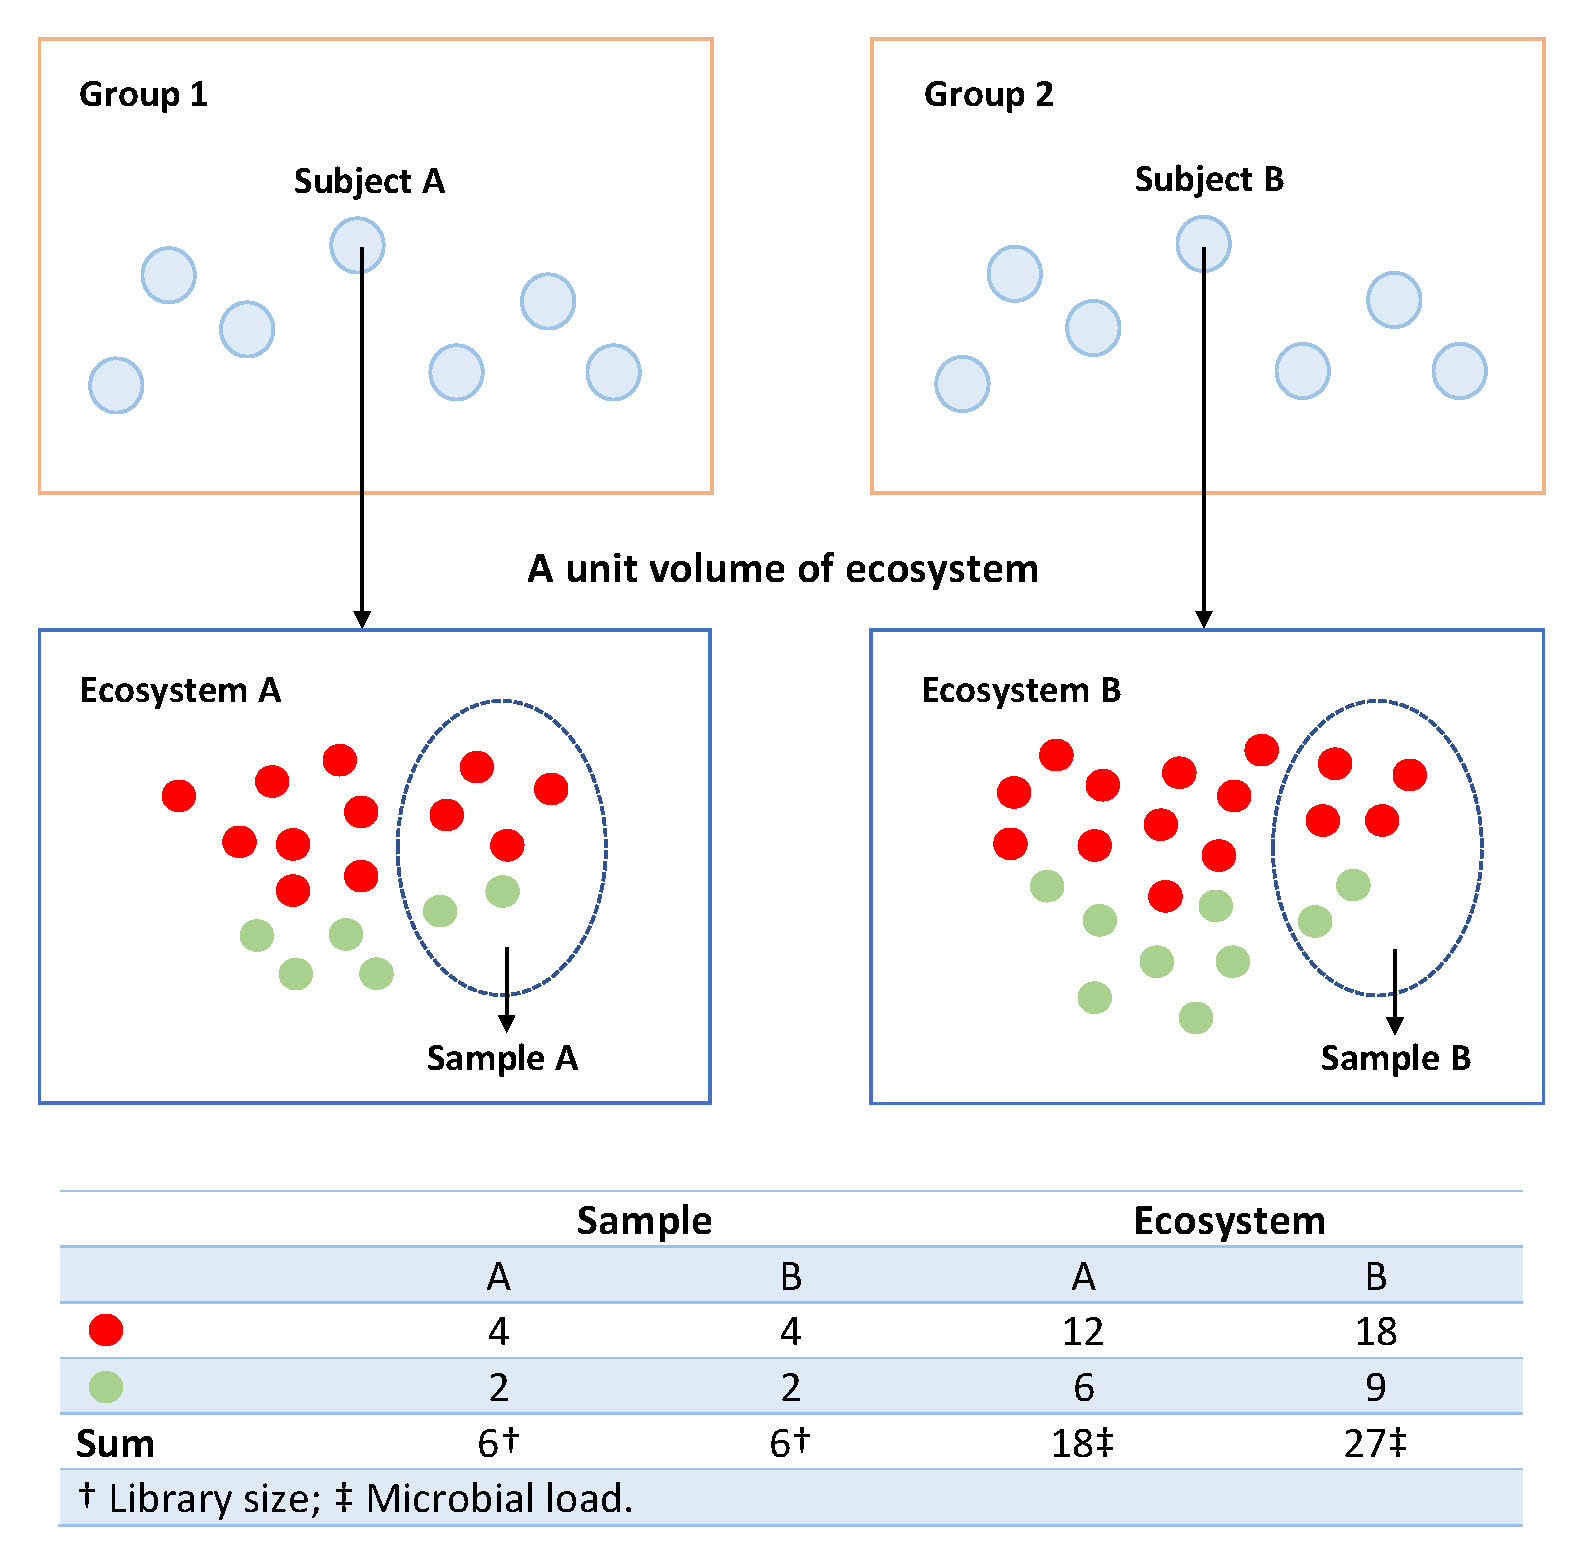 Group 1
Group 2
Subject A
Subject B
A unit volume of ecosystem
Ecosystem A
Ecosystem B
Sample A
Sample B
Sample Ecosystem
A B A B
4 4 12 18
2 2 6 9
Sum 6† 6† 18‡ 27‡
† Library size; ‡ Microbial load.